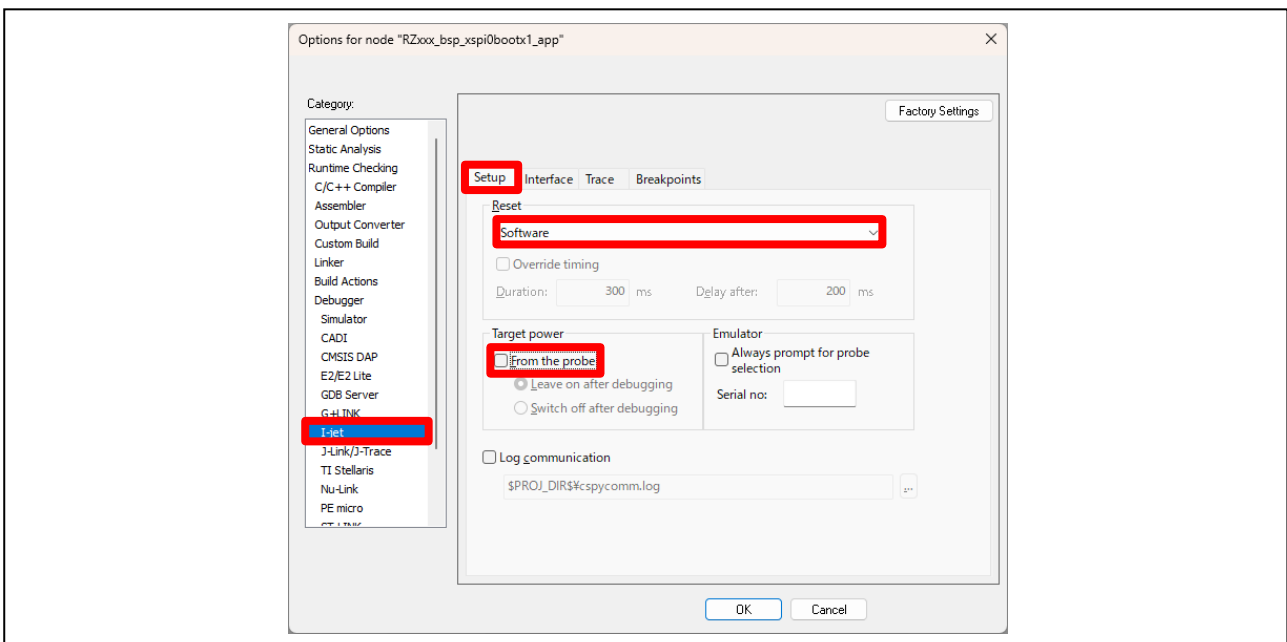 Options for node "RZxxx_bsp_xspi0bootx1_app"
Category:
General Options
Static Analysis
Runtime Checking
C/C++ Compiler
Assembler
Output Converter
Custom Build
Linker
Build Actions
Debugger
Simulator
CADI
CMSIS DAP
E2/E2 Lite
GDB Server
G+LINK
I-jet
J-Link/J-Trace
TI Stellaris
Nu-Link
PE micro
ST-LINK
Factory Settings
Setup Interface Trace Breakpoints
Reset
Software
Override timing
Duration: 300 ms Delay after: 200 ms
Target power
From the probe
Leave on after debugging
Switch off after debugging
Emulator
Always prompt for probe
selection
Serial no:
Log communication
$PROJ_DIR$¥cspycomm.log
...
OK Cancel